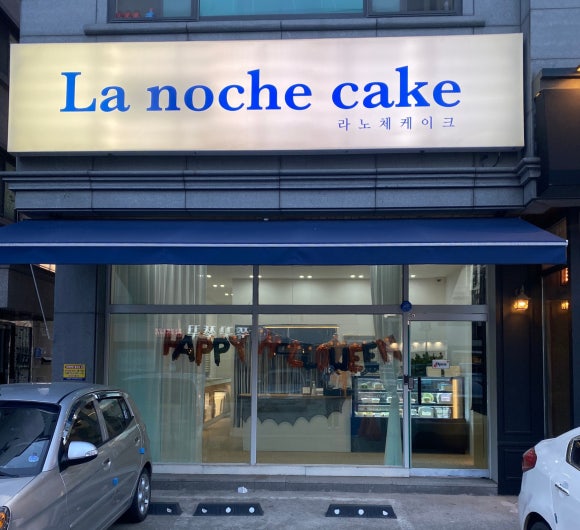 La noche cake
라노체케이크
HAPPY HALLOWEEN